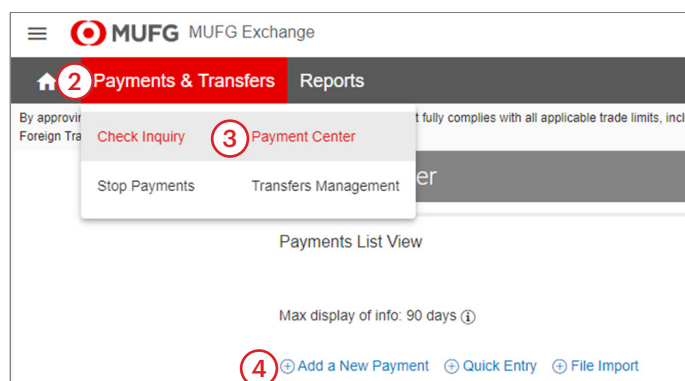 MUFG MUFG Exchange
2 Payments & Transfers Reports
By approvin t fully complies with all applicable trade limits, incl
Foreign Tra
Check Inquiry 3 Payment Center
Stop Payments Transfers Management
er
Payments List View
Max display of info: 90 days
4 Add a New Payment Quick Entry File Import